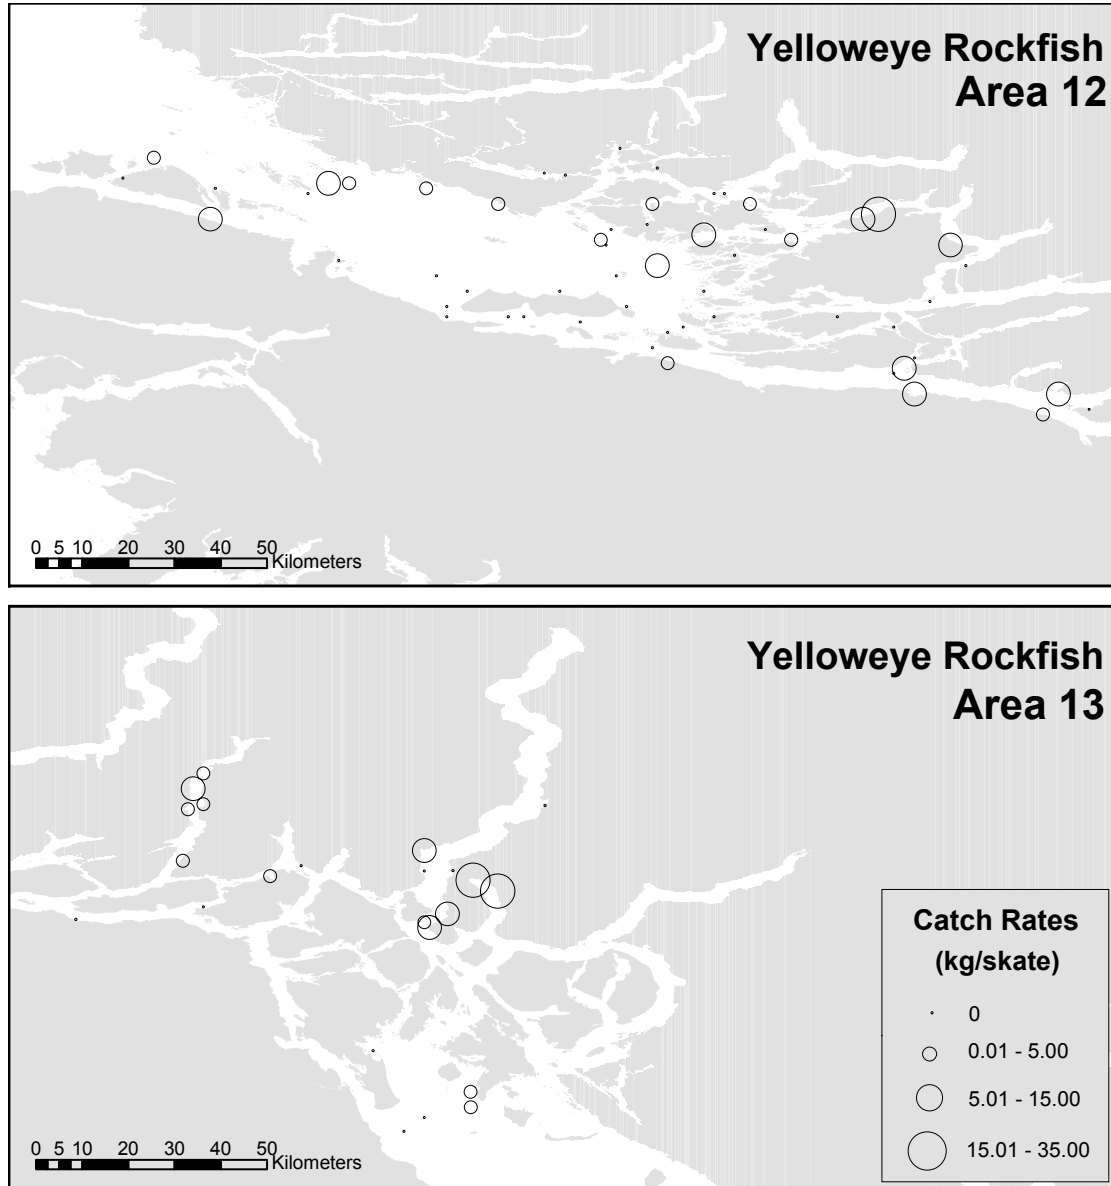 Yelloweye Rockfish
Area 12
0 5 10 20 30 40 50
Kilometers
Yelloweye Rockfish
Area 13
Catch Rates
(kg/skate)
0
0.01 - 5.00
5.01 - 15.00
15.01 - 35.00
0 5 10 20 30 40 50
Kilometers